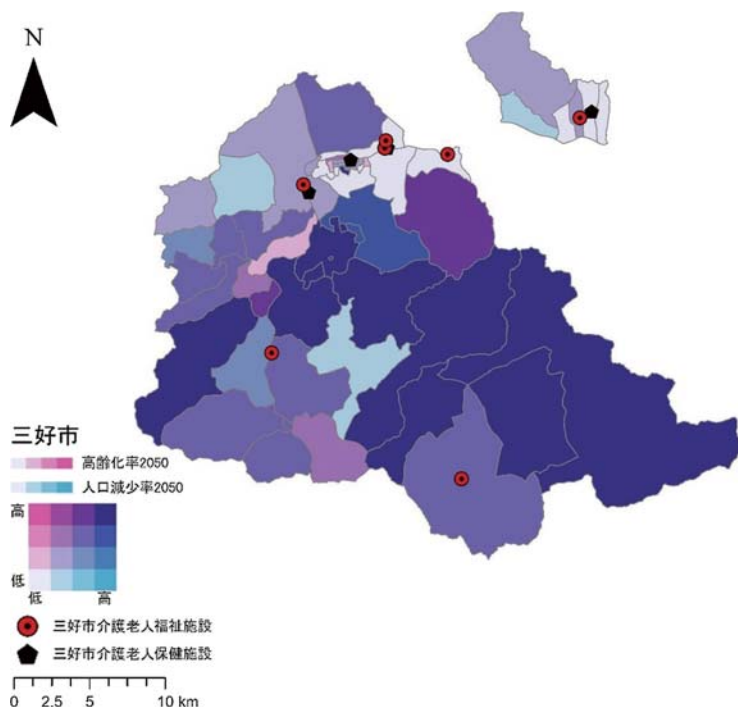 N
三好市
高齢化率2050
人口減少率2050
高
低
低 高
三好市介護老人福祉施設
三好市介護老人保健施設
0 2.5 5 10 km